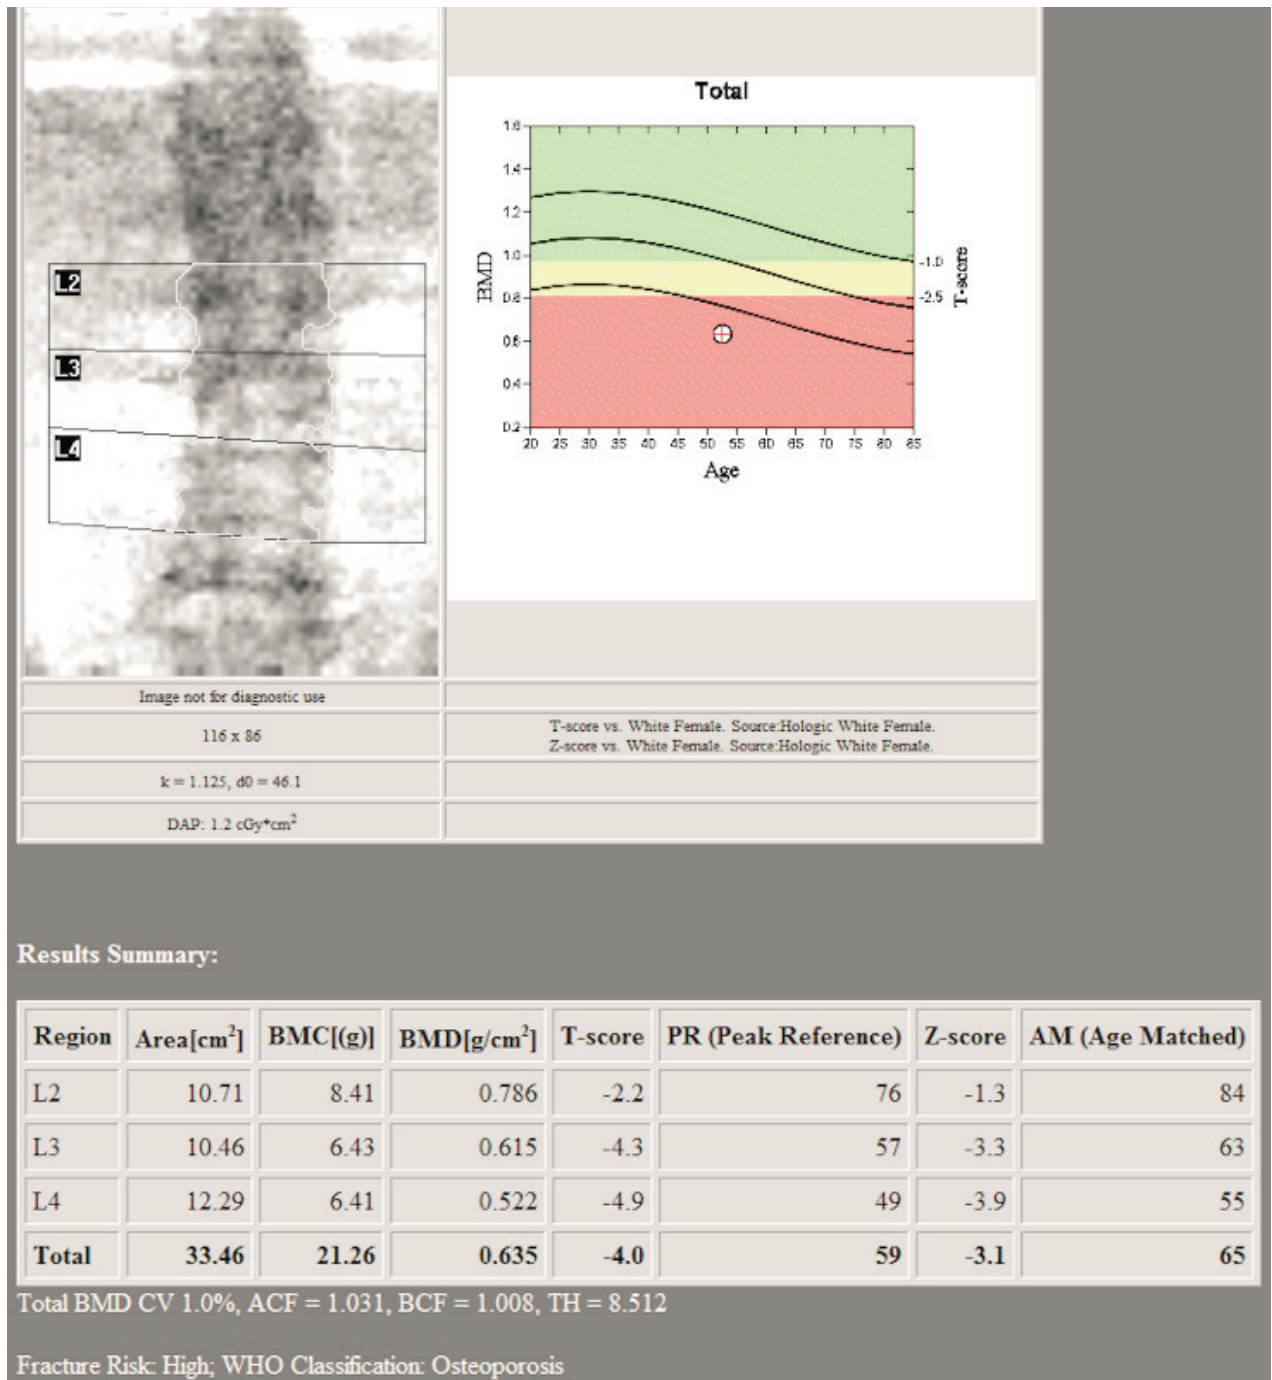 L2
L3
L4
Total
BMD
1.6
1.4
1.2
1.0
0.8
0.6
0.4
0.2
20 25 30 35 40 45 50 55 60 65 70 75 80 85
Age
-1.0
-2.5
T-score
Image not for diagnostic use
116 x 86
T-score vs. White Female. Source:Hologic White Female.
Z-score vs. White Female. Source:Hologic White Female.
k = 1.125, d0 = 46.1
DAP: 1.2 cGy*cm²
Results Summary:
Region Area[cm²] BMC[(g)] BMD[g/cm²] T-score PR (Peak Reference) Z-score AM (Age Matched)
L2 10.71 8.41 0.786 -2.2 76 -1.3 84
L3 10.46 6.43 0.615 -4.3 57 -3.3 63
L4 12.29 6.41 0.522 -4.9 49 -3.9 55
Total 33.46 21.26 0.635 -4.0 59 -3.1 65
Total BMD CV 1.0%, ACF = 1.031, BCF = 1.008, TH = 8.512
Fracture Risk: High; WHO Classification: Osteoporosis